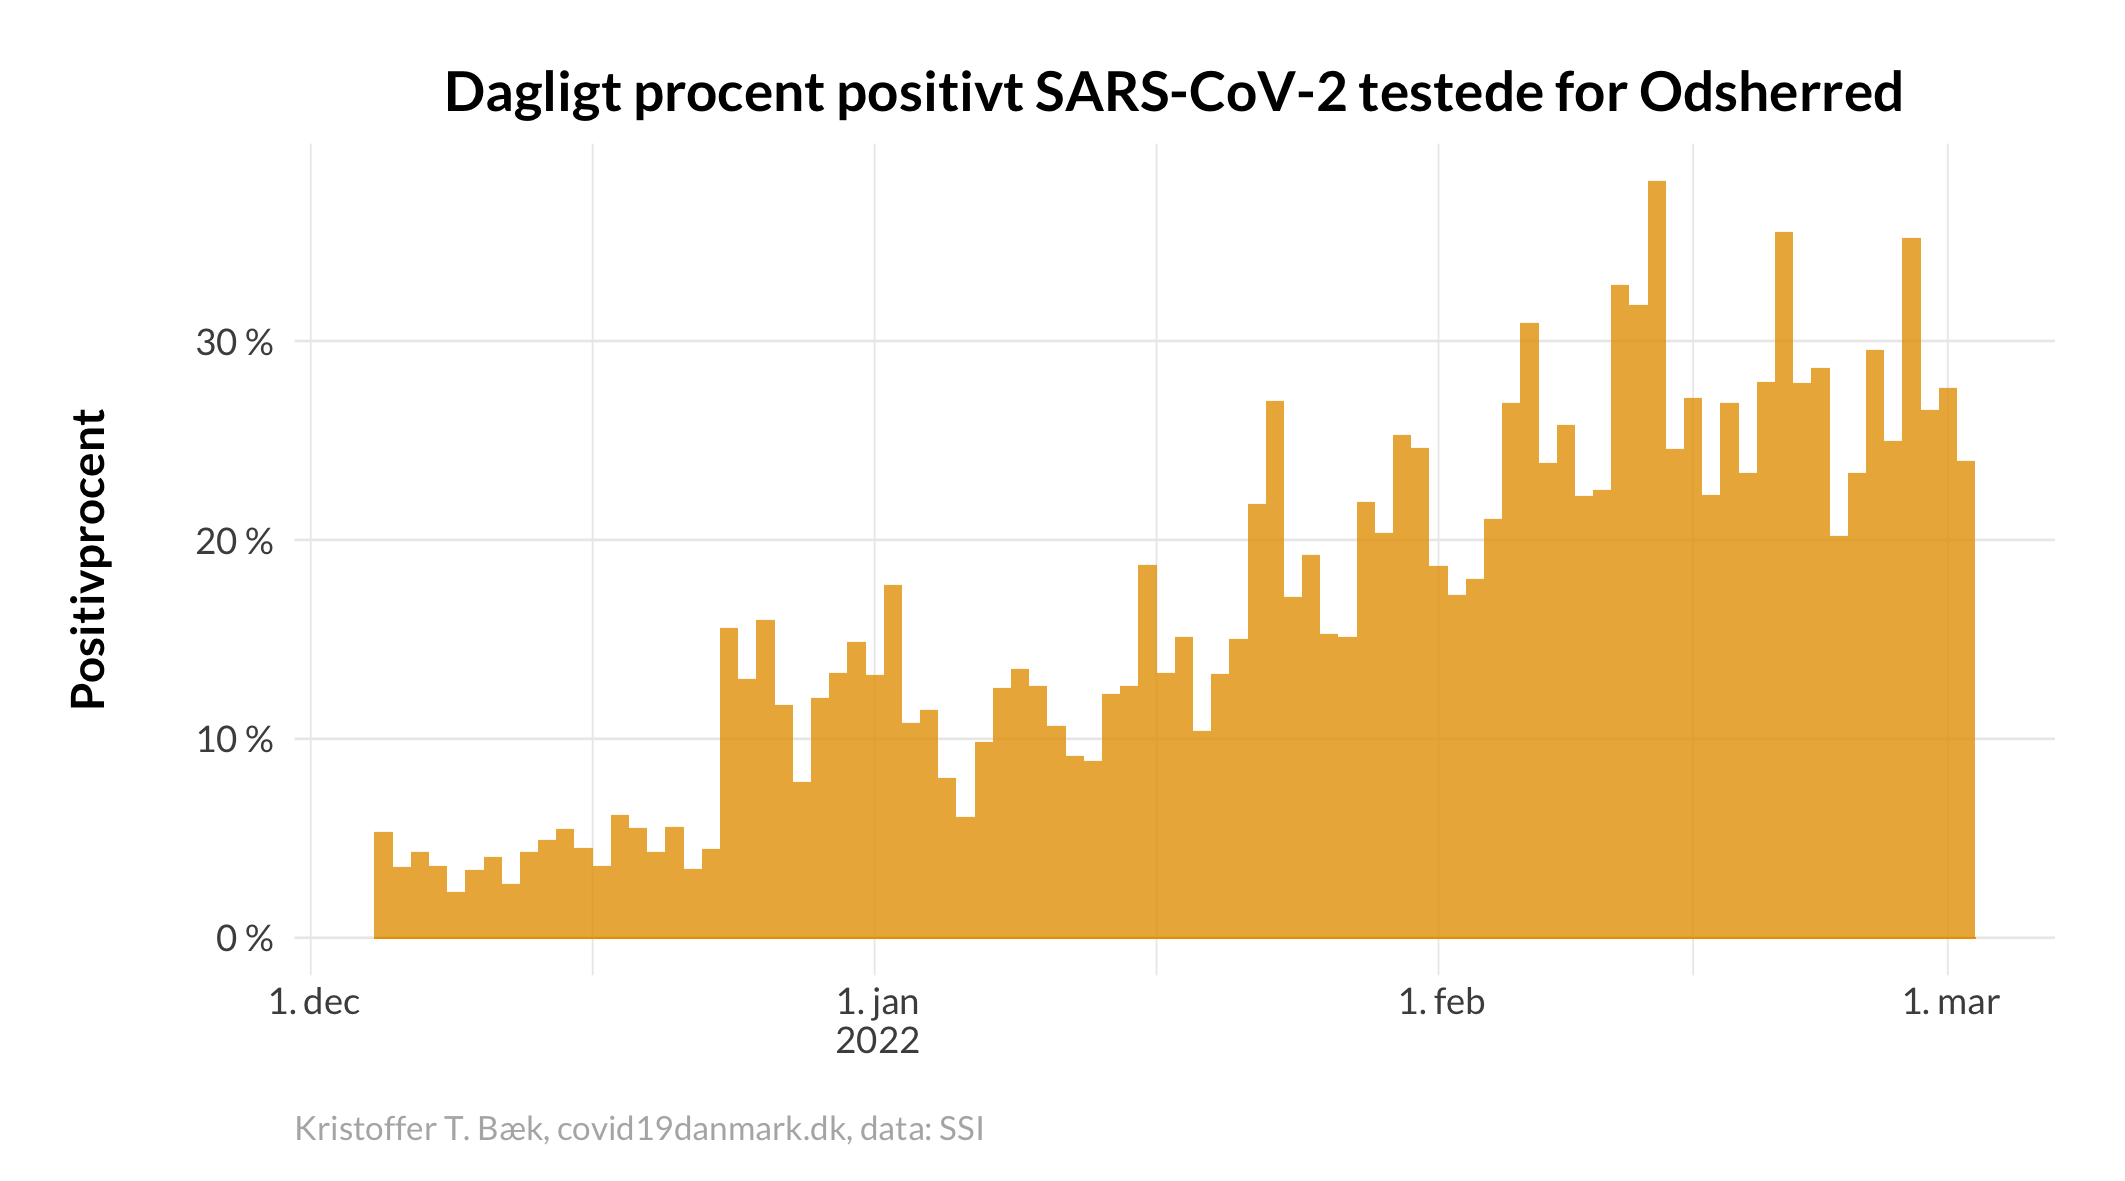 Dagligt procent positivt SARS-CoV-2 testede for Odsherred
Positivprocent
30 %
20 %
10 %
0 %
1. dec
1. jan
2022
1. feb
1. mar
Kristoffer T. Bæk, covid19danmark.dk, data: SSI